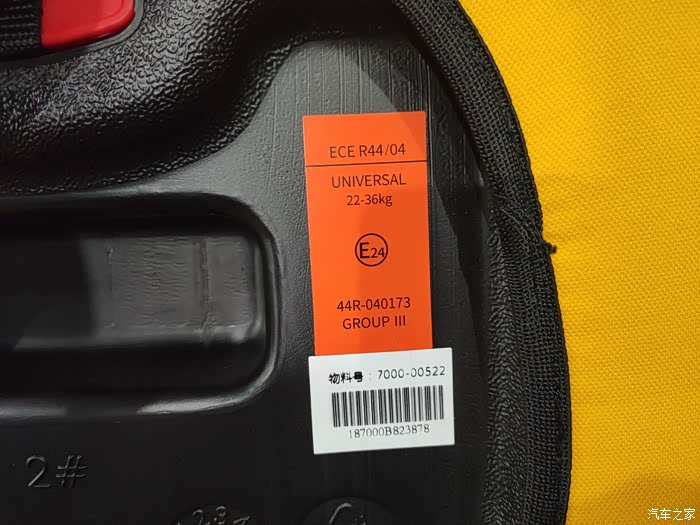 ECE R44/04
UNIVERSAL
22-36kg
E24
44R-040173
GROUP III
物料号：7000-00522
187000B823878
2#
汽车之家